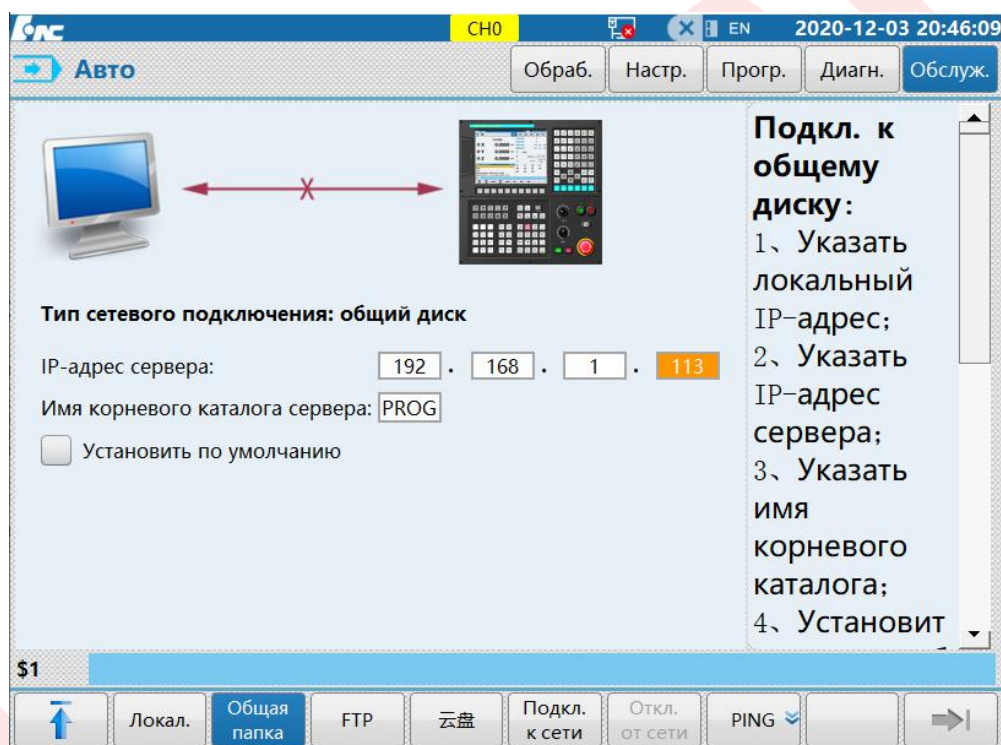 HNC CH0 EN 2020-12-03 20:46:09
Авто Обраб. Настр. Прогр. Диагн. Обслуж.
Тип сетевого подключения: общий диск
IP-адрес сервера: 192 . 168 . 1 . 113
Имя корневого каталога сервера: PROG
Установить по умолчанию
Подкл. к
общему
диску:
1、Указать
локальный
IP-адрес;
2、Указать
IP-адрес
сервера;
3、Указать
имя
корневого
каталога;
4、Установит
$1
Локал.
Общая
папка
FTP
云盘
Подкл.
к сети
Откл.
от сети
PING